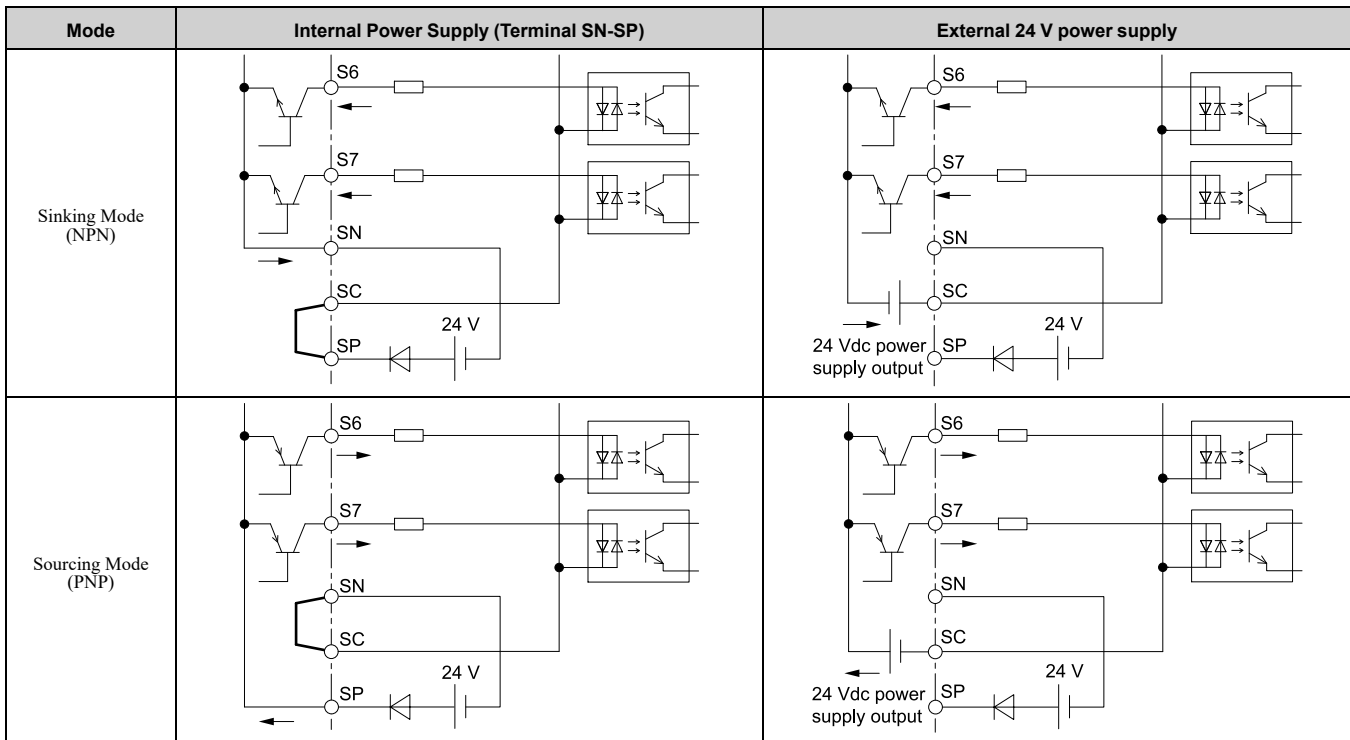 Mode
Internal Power Supply (Terminal SN-SP)
External 24 V power supply
Sinking Mode
(NPN)
S6
S7
SN
SC
24 V
SP
S6
S7
SN
SC
24 V
24 Vdc power
supply output
SP
Sourcing Mode
(PNP)
S6
S7
SN
SC
24 V
SP
S6
S7
SN
SC
24 V
24 Vdc power
supply output
SP